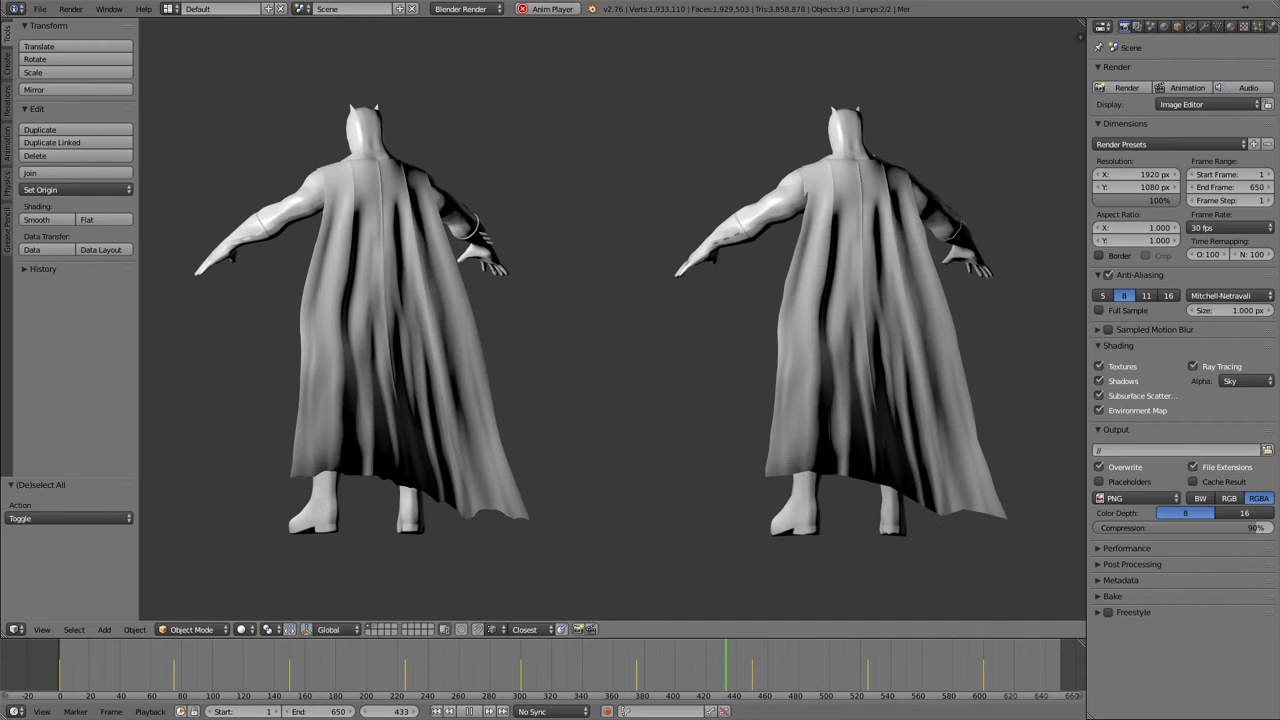 File Render Window Help Default Scene Blender Render Anim Player v2.76 | Verts:1,933,110 | Faces:1,929,503 | Tris:3,858,878 | Objects:3/3 | Lamps:2/2 | Mer
Tools
Create
Relations
Animation
Physics
Grease Pencil
Transform
Translate
Rotate
Scale
Mirror
Edit
Duplicate
Duplicate Linked
Delete
Join
Set Origin
Shading:
Smooth Flat
Data Transfer:
Data Data Layout
History
(De)select All
Action
Toggle
Scene
Render
Render Animation Audio
Display: Image Editor
Dimensions
Render Presets
Resolution: Frame Range:
X: 1920 px Start Frame: 1
Y: 1080 px End Frame: 650
100% Frame Step: 1
Aspect Ratio: Frame Rate:
X: 1.000 30 fps
Y: 1.000 Time Remapping:
Border Crop O: 100 N: 100
Anti-Aliasing
5 8 11 16 Mitchell-Netravali
Full Sample Size: 1.000 px
Sampled Motion Blur
Shading
Textures Ray Tracing
Shadows Alpha: Sky
Subsurface Scatter...
Environment Map
Output
//
Overwrite File Extensions
Placeholders Cache Result
PNG BW RGB RGBA
Color Depth: 8 16
Compression: 90%
Performance
Post Processing
Metadata
Bake
Freestyle
View Select Add Object Object Mode Global Closest
-20 0 20 40 60 80 100 120 140 160 180 200 220 240 260 280 300 320 340 360 380 400 420 440 460 480 500 520 540 560 580 600 620 640 660
View Marker Frame Playback Start: 1 End: 650 433 No Sync